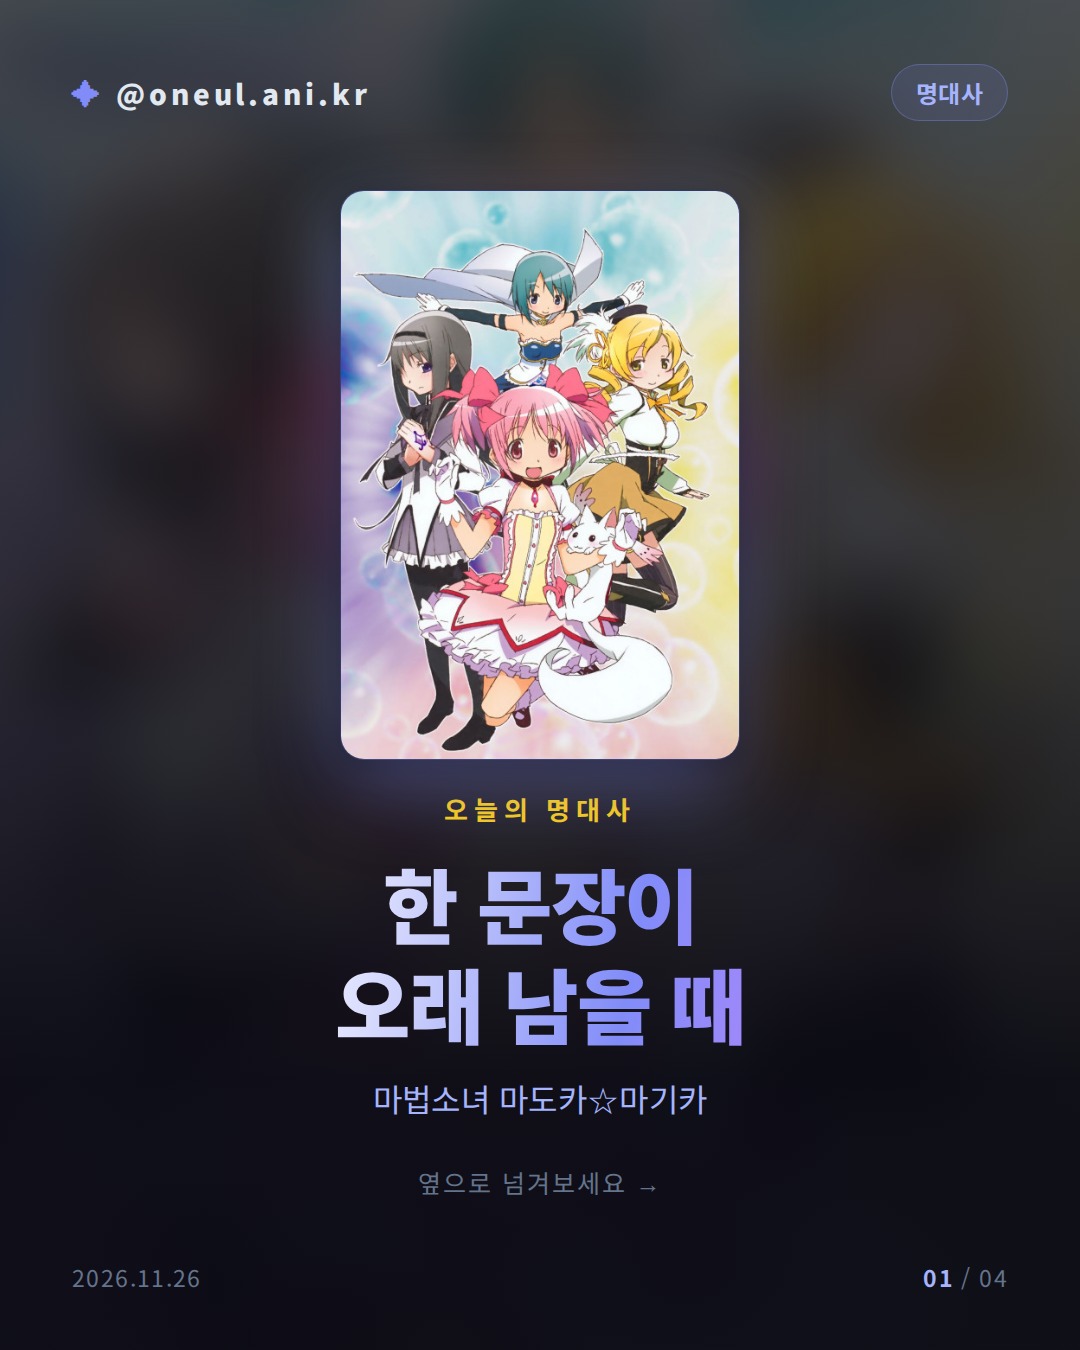 @oneul.ani.kr
명대사
오늘의 명대사
한 문장이
오래 남을 때
마법소녀 마도카☆마기카
옆으로 넘겨보세요 →
2026.11.26
01 / 04